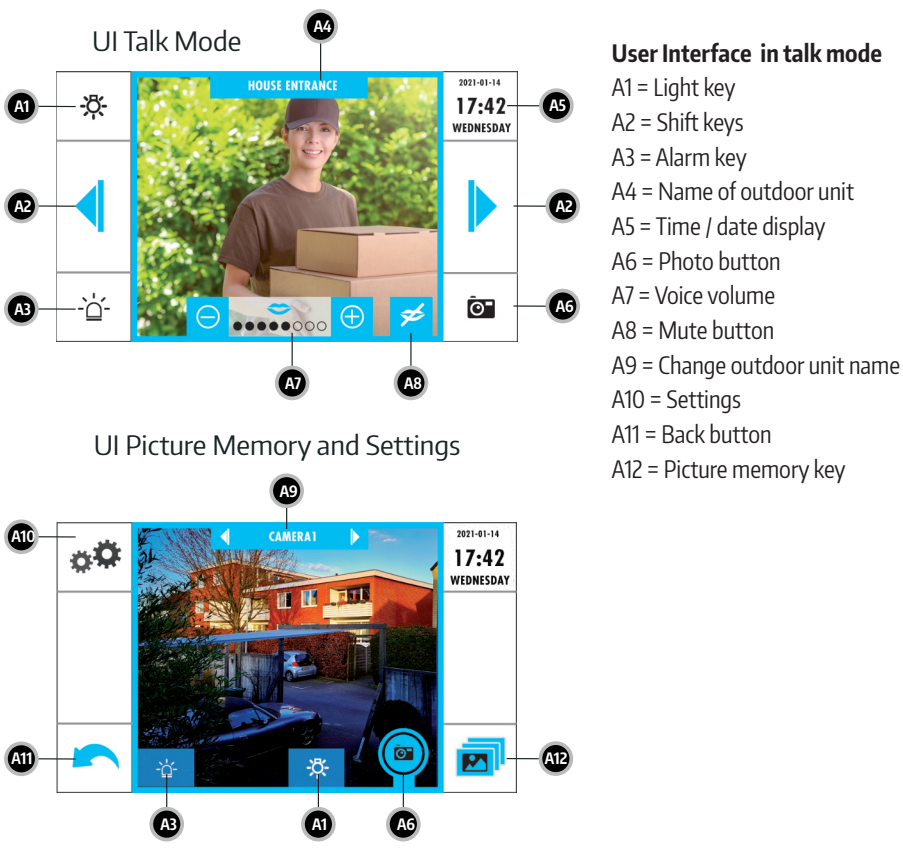 UI Talk Mode
A4
HOUSE ENTRANCE
2021-01-14
17:42
WEDNESDAY
A1
A5
A2
A2
A3
A6
A7
A8
UI Picture Memory and Settings
A9
A10
CAMERA1
2021-01-14
17:42
WEDNESDAY
A11
A12
A3
A1
A6
User Interface in talk mode
A1 = Light key
A2 = Shift keys
A3 = Alarm key
A4 = Name of outdoor unit
A5 = Time / date display
A6 = Photo button
A7 = Voice volume
A8 = Mute button
A9 = Change outdoor unit name
A10 = Settings
A11 = Back button
A12 = Picture memory key